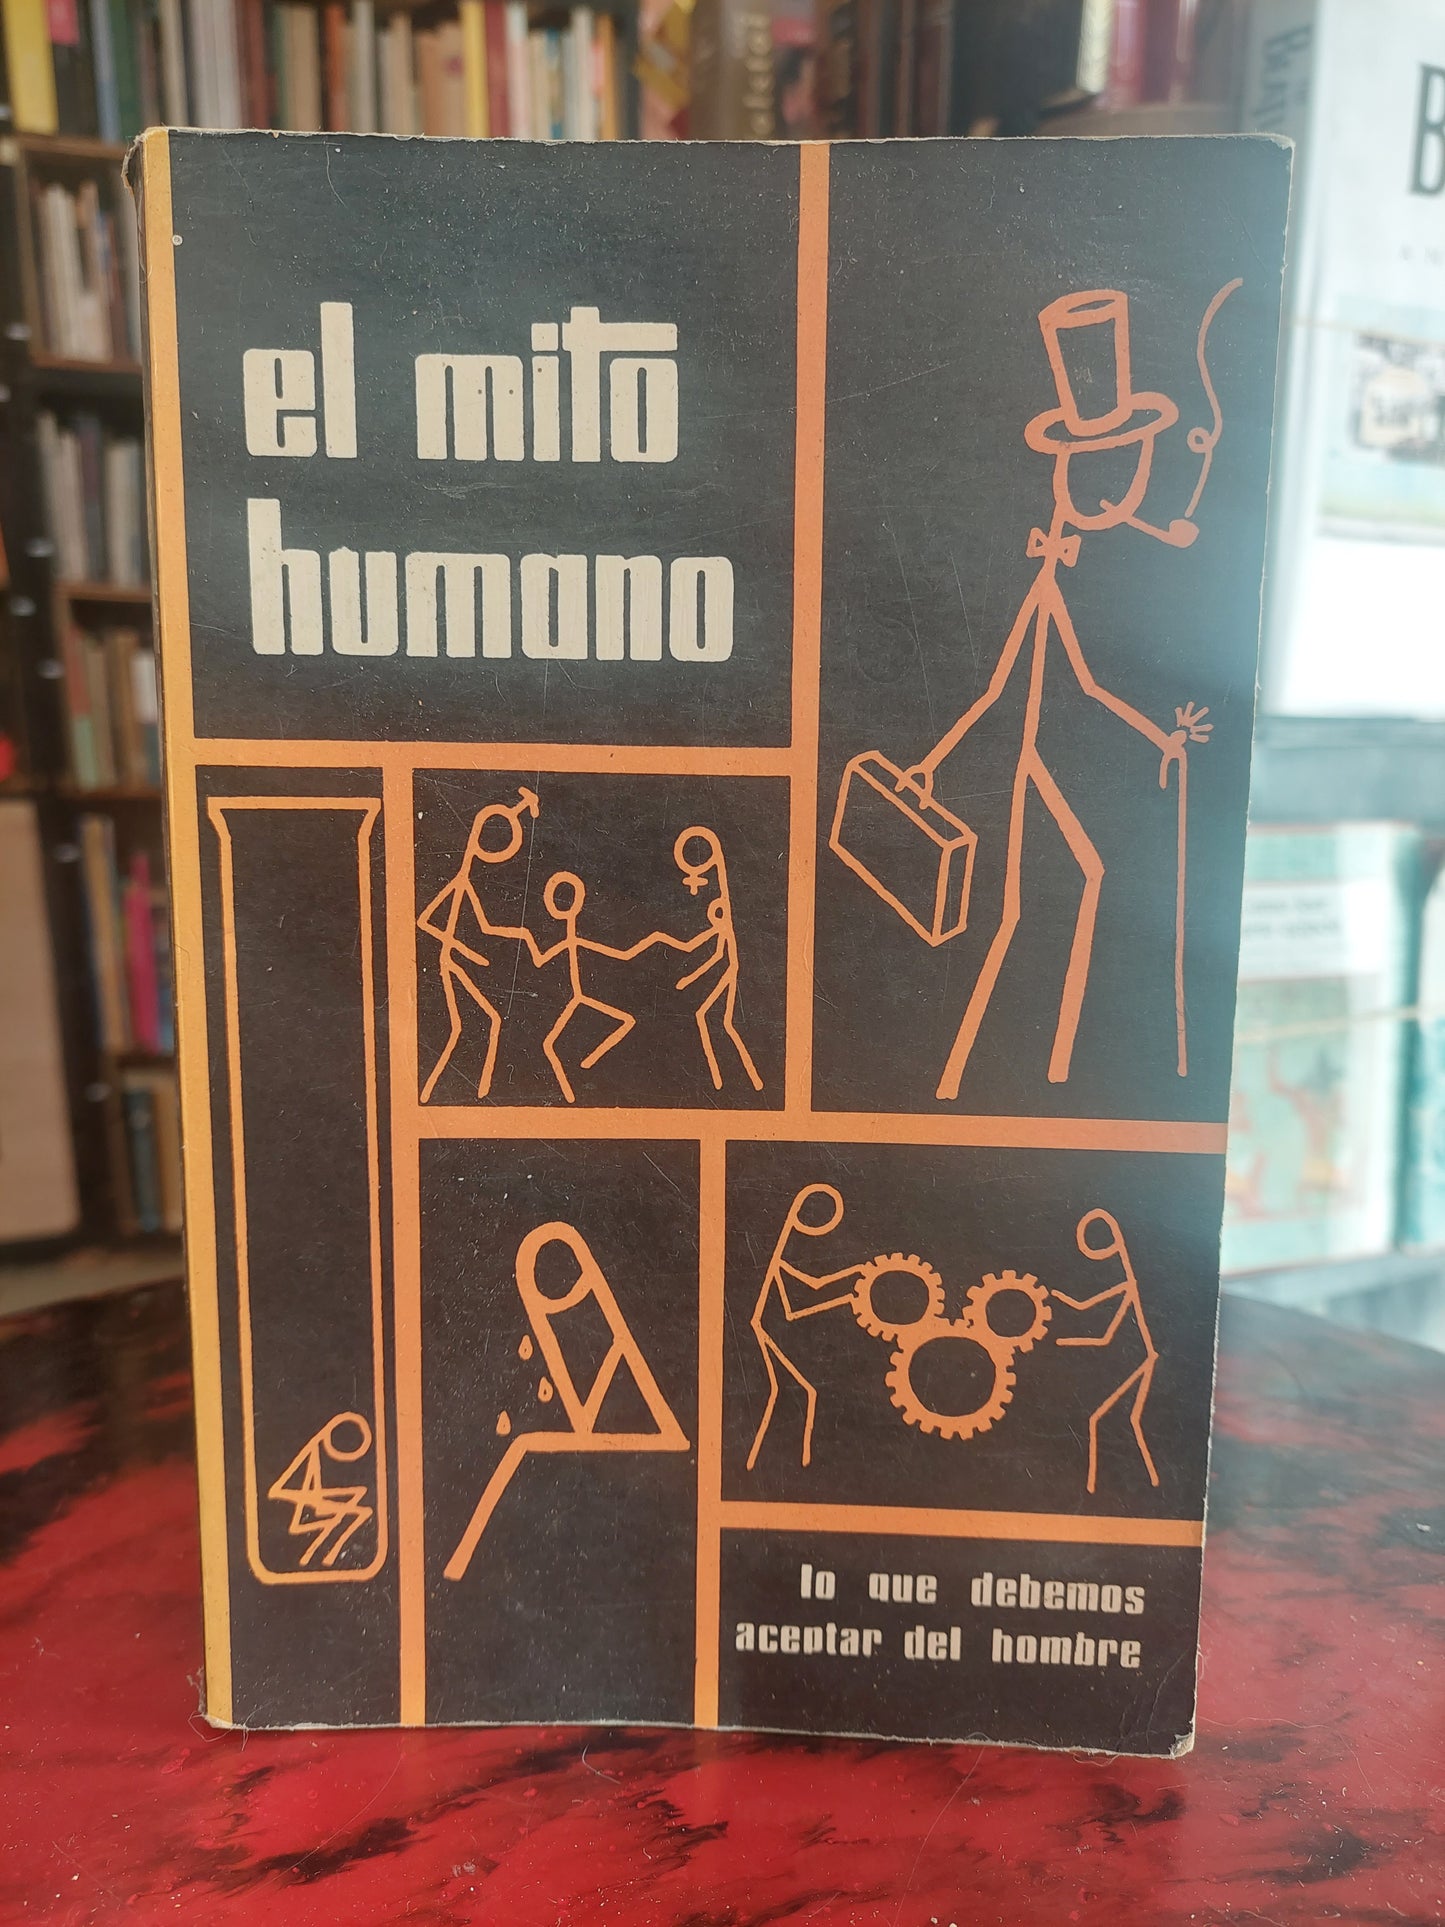 el mito
humano
lo que debemos
aceptar del hombre